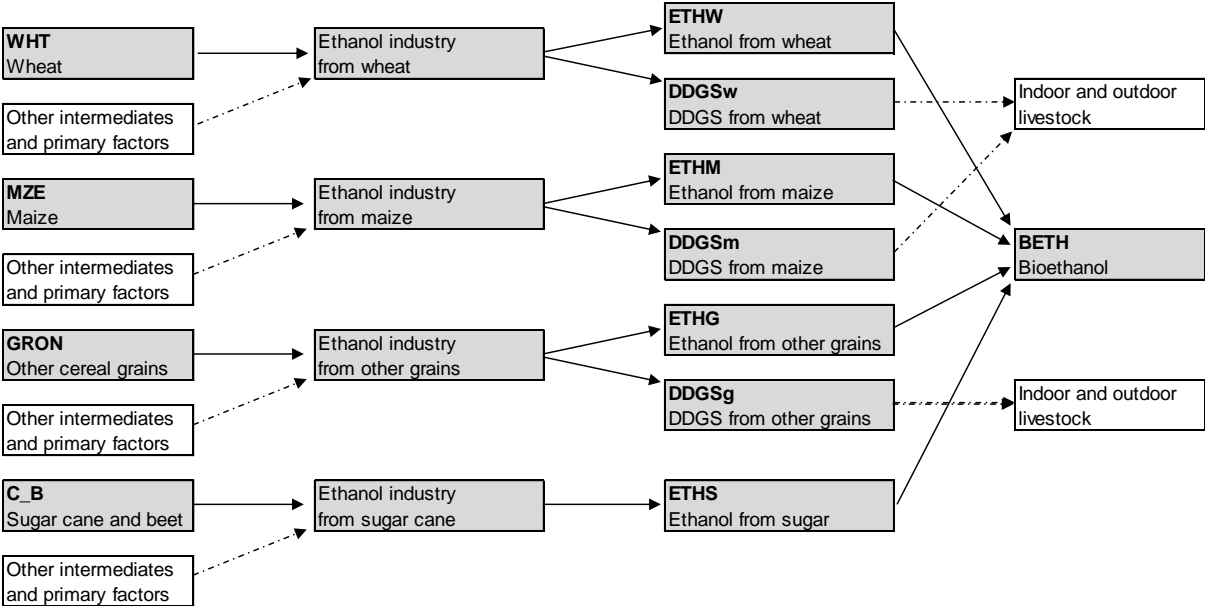 WHT
Wheat
Other intermediates
and primary factors
Ethanol industry
from wheat
ETHW
Ethanol from wheat
DDGSw
DDGS from wheat
Indoor and outdoor
livestock
MZE
Maize
Other intermediates
and primary factors
Ethanol industry
from maize
ETHM
Ethanol from maize
DDGSm
DDGS from maize
BETH
Bioethanol
GRON
Other cereal grains
Other intermediates
and primary factors
Ethanol industry
from other grains
ETHG
Ethanol from other grains
DDGSg
DDGS from other grains
Indoor and outdoor
livestock
C_B
Sugar cane and beet
Other intermediates
and primary factors
Ethanol industry
from sugar cane
ETHS
Ethanol from sugar